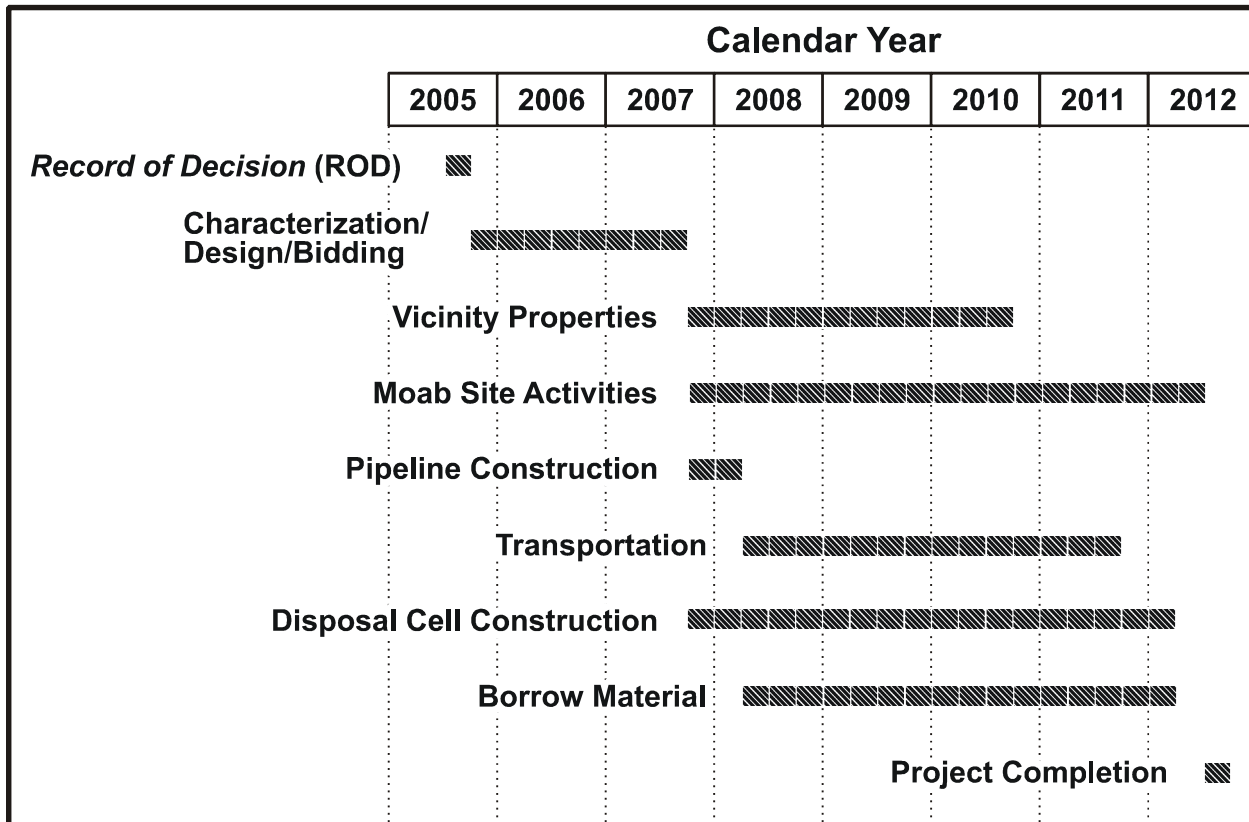 Calendar Year
2005 2006 2007 2008 2009 2010 2011 2012
Record of Decision (ROD)
Characterization/
Design/Bidding
Vicinity Properties
Moab Site Activities
Pipeline Construction
Transportation
Disposal Cell Construction
Borrow Material
Project Completion